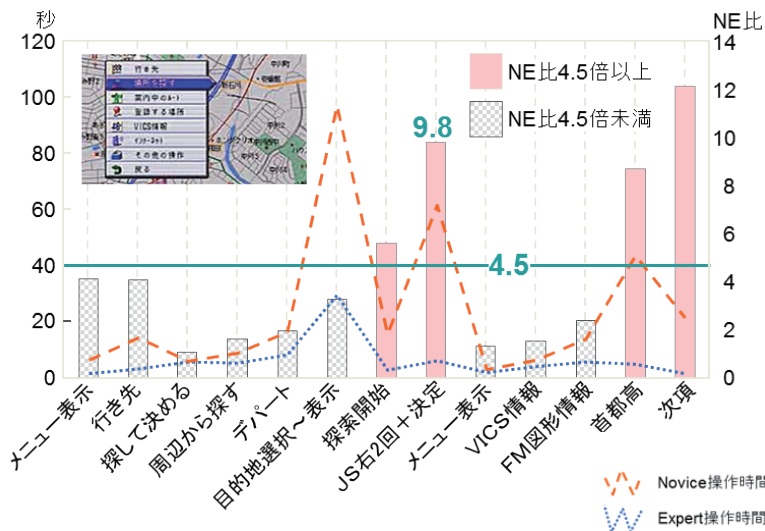 秒
NE比
120
100
80
60
40
20
0
14
12
10
8
6
4
2
0
行き先
場所を探す
案内中のルート
登録する場所
VICS情報
インターネット
その他の操作
戻る
NE比4.5倍以上
NE比4.5倍未満
9.8
4.5
メニュー表示
行き先
探して決める
周辺から探す
デパート
目的地選択～表示
探索開始
JS右2回＋決定
メニュー表示
VICS情報
FM図形情報
首都高
次項
Novice操作時間
Expert操作時間